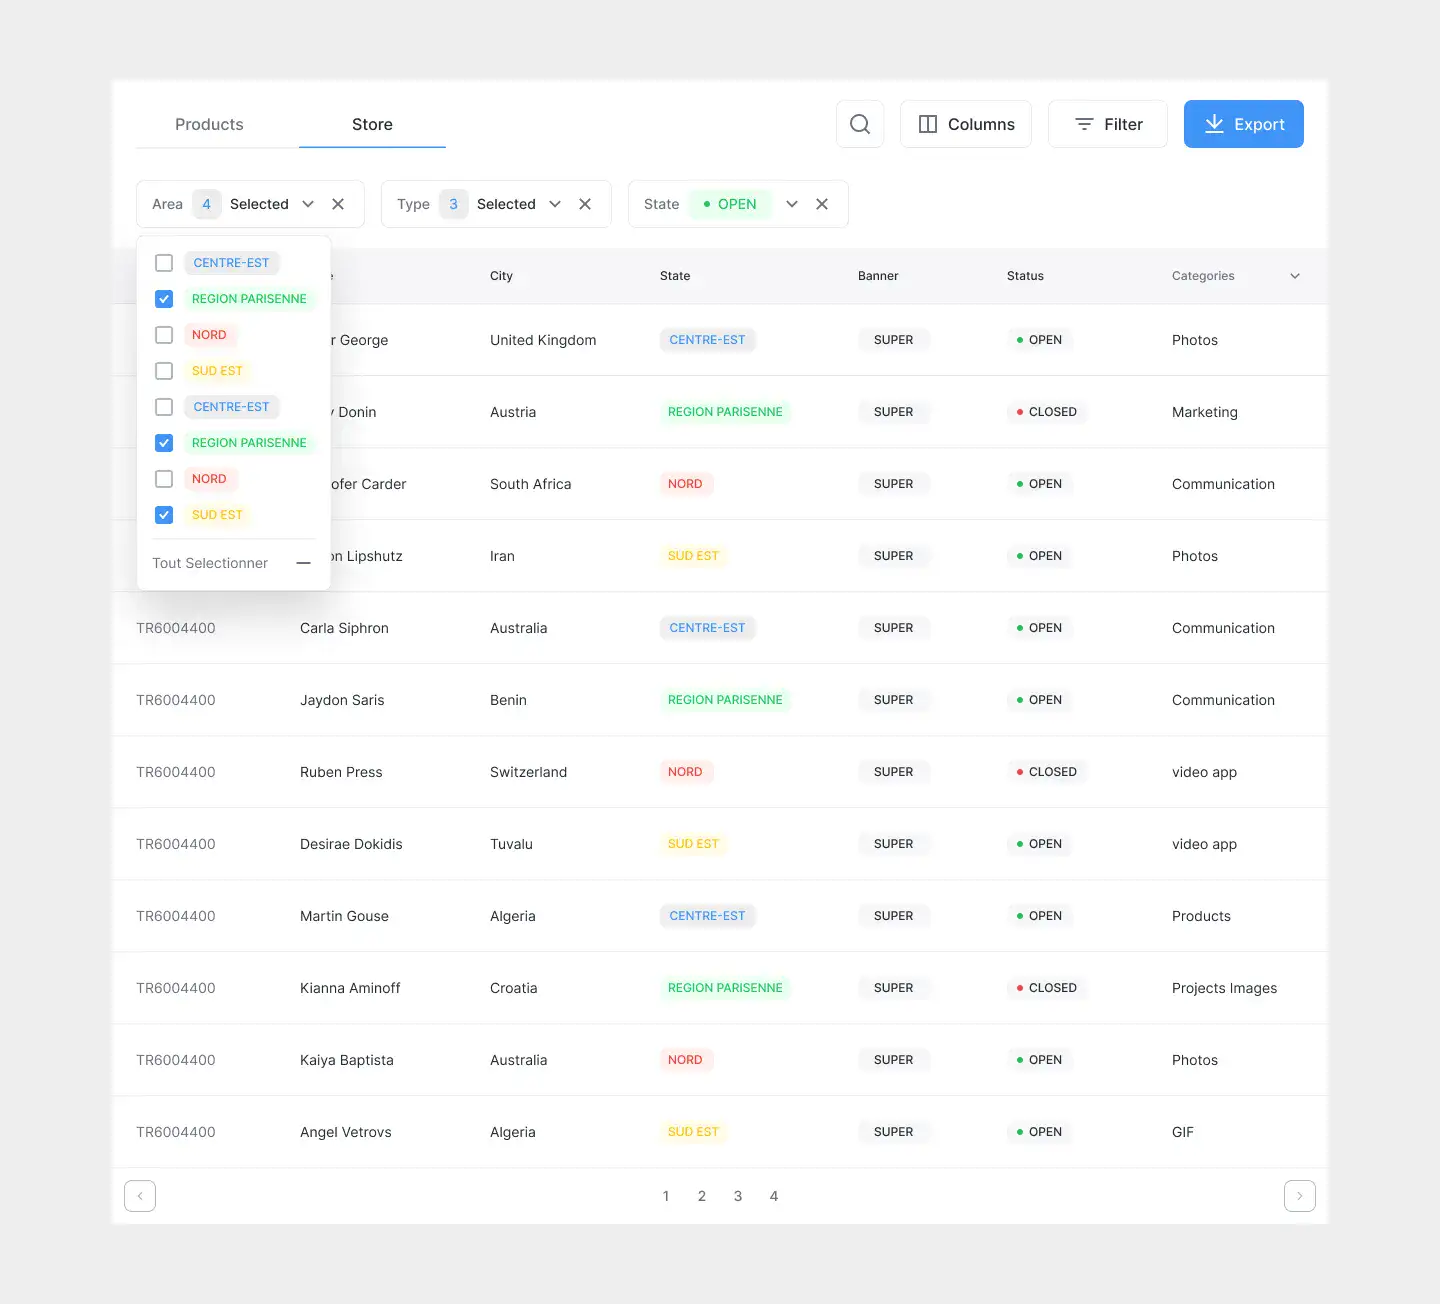 Products Store Columns Filter Export
Area 4 Selected Type 3 Selected State OPEN
CENTRE-EST
REGION PARISENNE
NORD
SUD EST
CENTRE-EST
REGION PARISENNE
NORD
SUD EST
Tout Selectionner
City State Banner Status Categories
George United Kingdom CENTRE-EST SUPER OPEN Photos
Donin Austria REGION PARISENNE SUPER CLOSED Marketing
Carder South Africa NORD SUPER OPEN Communication
Lipshutz Iran SUD EST SUPER OPEN Photos
TR6004400 Carla Siphron Australia CENTRE-EST SUPER OPEN Communication
TR6004400 Jaydon Saris Benin REGION PARISENNE SUPER OPEN Communication
TR6004400 Ruben Press Switzerland NORD SUPER CLOSED video app
TR6004400 Desirae Dokidis Tuvalu SUD EST SUPER OPEN video app
TR6004400 Martin Gouse Algeria CENTRE-EST SUPER OPEN Products
TR6004400 Kianna Aminoff Croatia REGION PARISENNE SUPER CLOSED Projects Images
TR6004400 Kaiya Baptista Australia NORD SUPER OPEN Photos
TR6004400 Angel Vetrovs Algeria SUD EST SUPER OPEN GIF
1 2 3 4